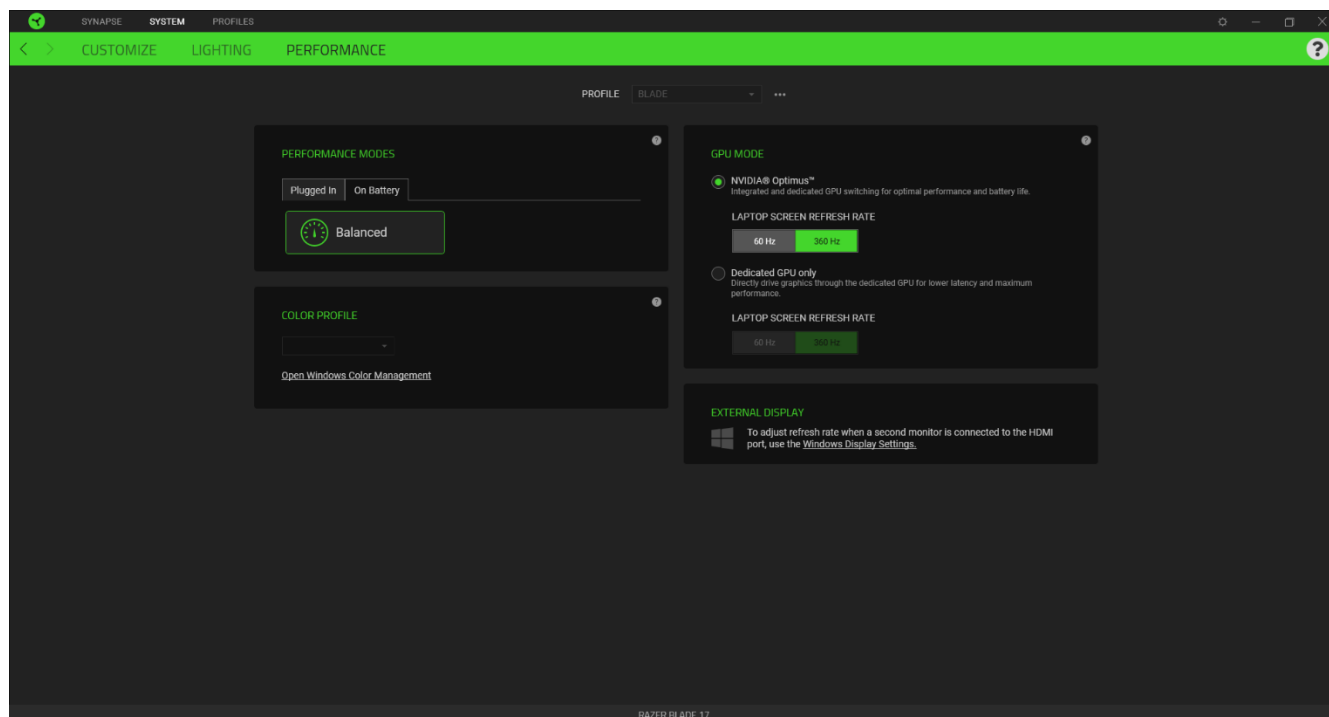 SYNAPSE SYSTEM PROFILES
CUSTOMIZE LIGHTING PERFORMANCE ?
PROFILE BLADE
PERFORMANCE MODES ?
Plugged In On Battery
Balanced
COLOR PROFILE ?
Open Windows Color Management
GPU MODE ?
NVIDIA® Optimus™
Integrated and dedicated GPU switching for optimal performance and battery life.
LAPTOP SCREEN REFRESH RATE
60 Hz 360 Hz
Dedicated GPU only
Directly drive graphics through the dedicated GPU for lower latency and maximum
performance.
LAPTOP SCREEN REFRESH RATE
60 Hz 360 Hz
EXTERNAL DISPLAY
To adjust refresh rate when a second monitor is connected to the HDMI
port, use the Windows Display Settings.
RAZER BLADE 17